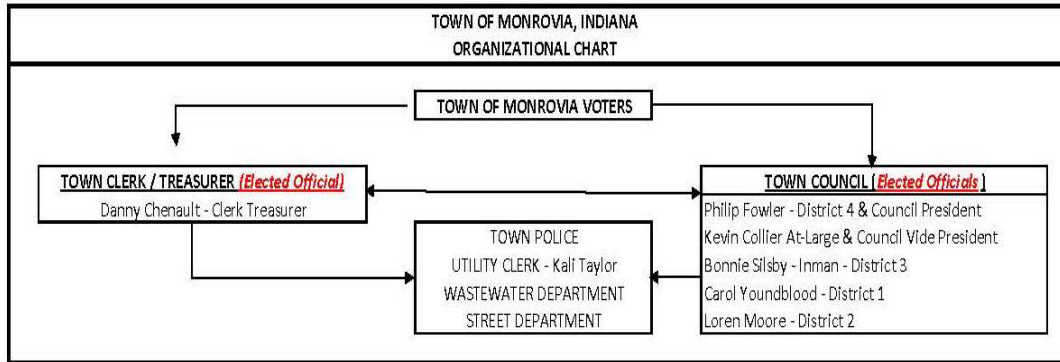 TOWN OF MONROVIA, INDIANA
ORGANIZATIONAL CHART
TOWN OF MONROVIA VOTERS
TOWN CLERK / TREASURER (Elected Official)
Danny Chenault - Clerk Treasurer
TOWN COUNCIL ( Elected Officials )
Philip Fowler - District 4 & Council President
Kevin Collier At-Large & Council Vide President
Bonnie Silsby - Inman - District 3
Carol Youndblood - District 1
Loren Moore - District 2
TOWN POLICE
UTILITY CLERK - Kali Taylor
WASTEWATER DEPARTMENT
STREET DEPARTMENT